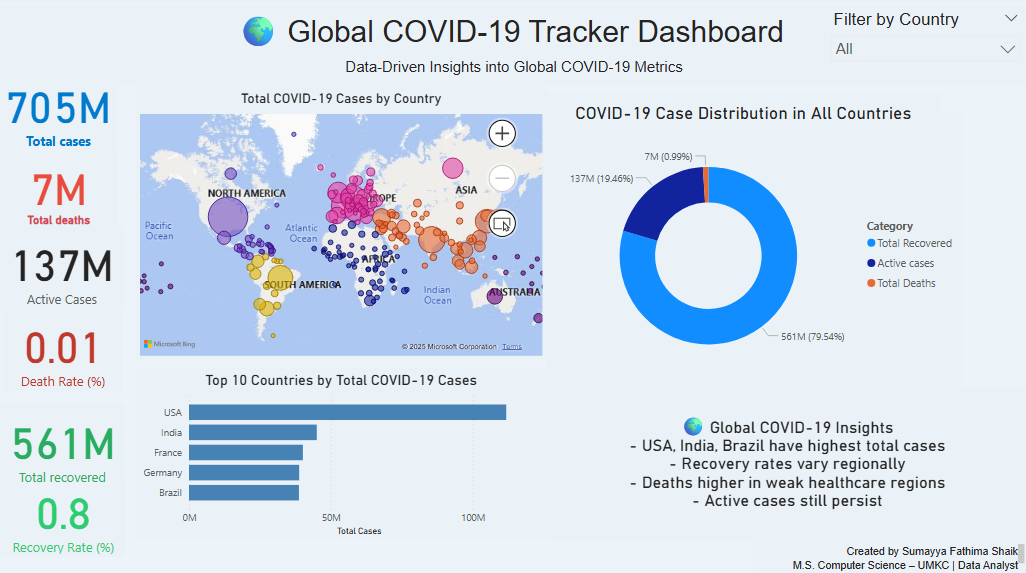 Global COVID-19 Tracker Dashboard
Data-Driven Insights into Global COVID-19 Metrics
Filter by Country
All
705M
Total cases
7M
Total deaths
137M
Active Cases
0.01
Death Rate (%)
561M
Total recovered
0.8
Recovery Rate (%)
Total COVID-19 Cases by Country
NORTH AMERICA
ASIA
Pacific
Ocean
Atlantic
Ocean
AFRICA
SOUTH AMERICA
Indian
Ocean
AUSTRALIA
Microsoft Bing
© 2025 Microsoft Corporation Terms
COVID-19 Case Distribution in All Countries
7M (0.99%)
137M (19.46%)
561M (79.54%)
Category
Total Recovered
Active cases
Total Deaths
Top 10 Countries by Total COVID-19 Cases
USA
India
France
Germany
Brazil
0M 50M 100M
Total Cases
Global COVID-19 Insights
- USA, India, Brazil have highest total cases
- Recovery rates vary regionally
- Deaths higher in weak healthcare regions
- Active cases still persist
Created by Sumayya Fathima Shaik
M.S. Computer Science – UMKC | Data Analyst